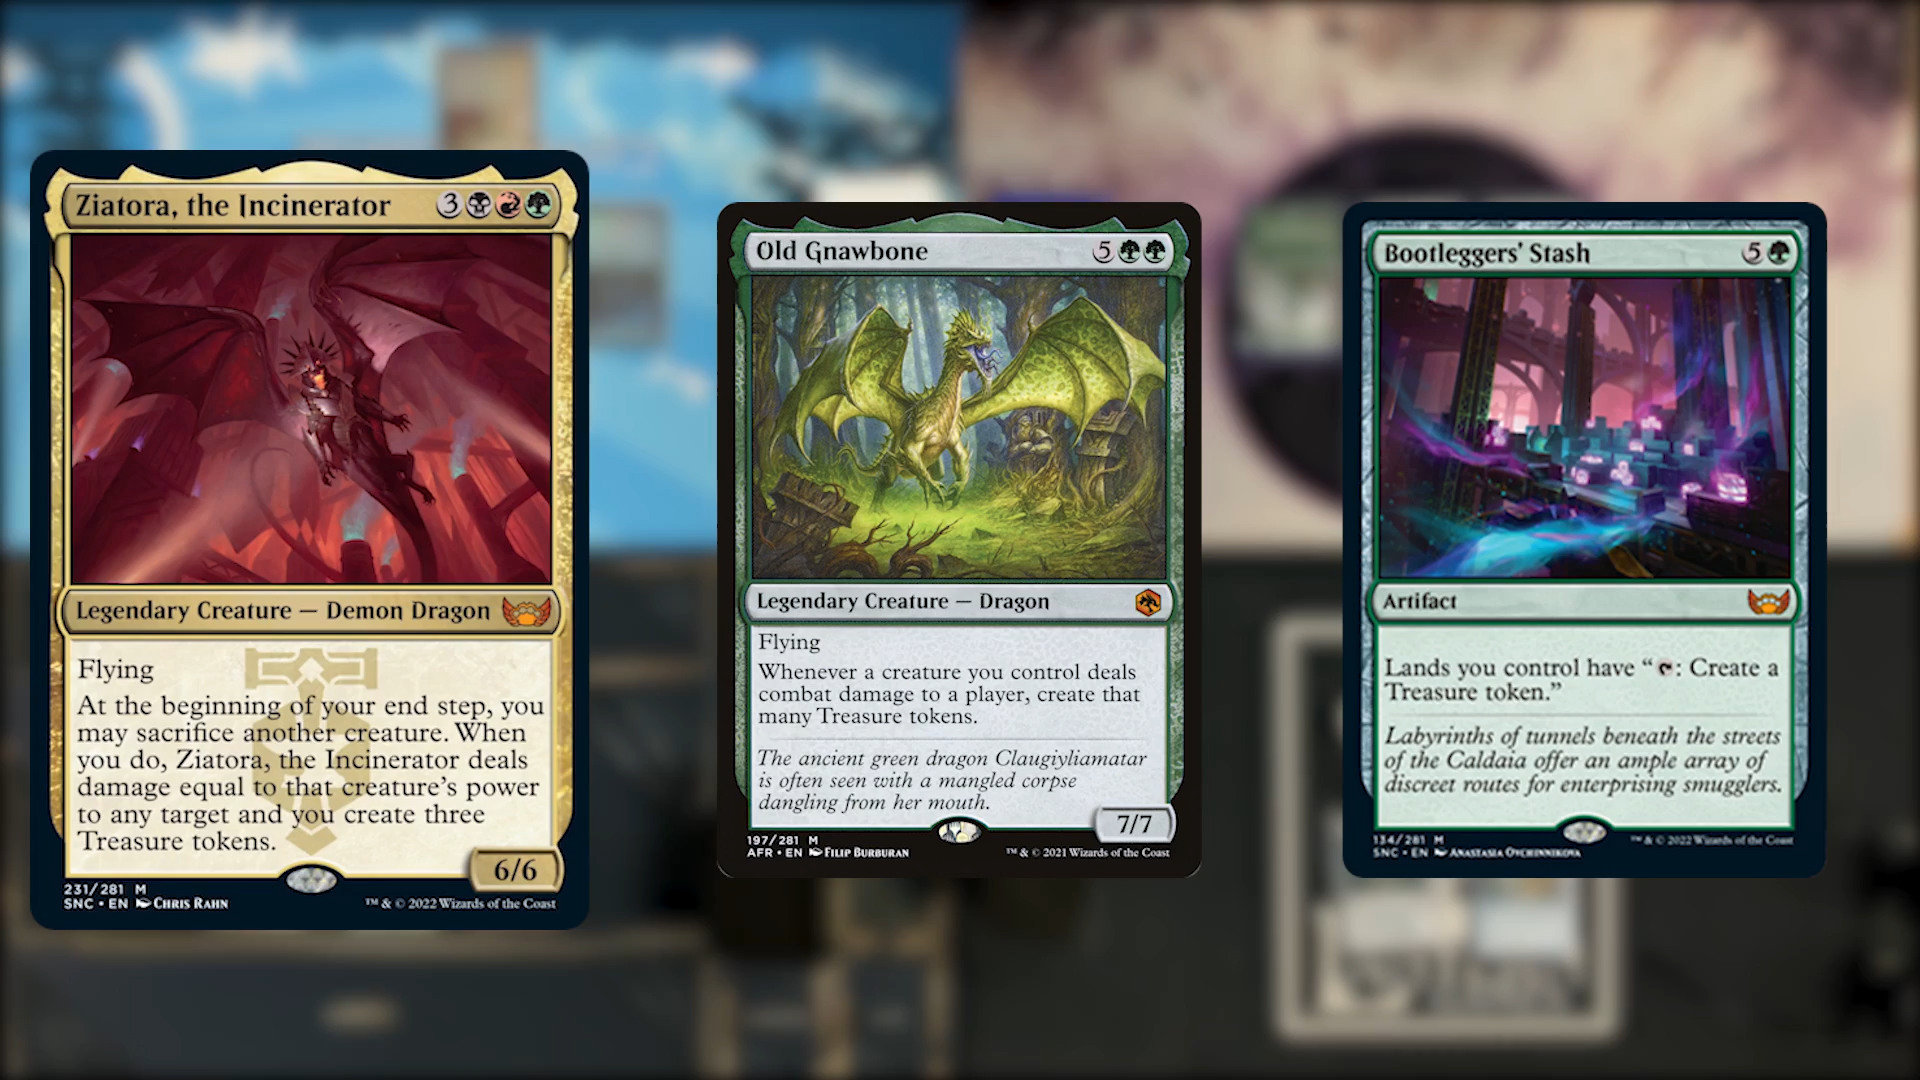 Ziatora, the Incinerator 3
Legendary Creature — Demon Dragon
Flying
At the beginning of your end step, you
may sacrifice another creature. When
you do, Ziatora, the Incinerator deals
damage equal to that creature's power
to any target and you create three
Treasure tokens.
6/6
231/281 M
SNC • EN Chris Rahn
™ & © 2022 Wizards of the Coast
Old Gnawbone 5
Legendary Creature — Dragon
Flying
Whenever a creature you control deals
combat damage to a player, create that
many Treasure tokens.
The ancient green dragon Claugiyliamatar
is often seen with a mangled corpse
dangling from her mouth.
7/7
197/281 M
AFR • EN Filip Burburan
™ & © 2021 Wizards of the Coast
Bootleggers' Stash 5
Artifact
Lands you control have “: Create a
Treasure token.”
Labyrinths of tunnels beneath the streets
of the Caldaia offer an ample array of
discreet routes for enterprising smugglers.
134/281 M
SNC • EN Anastasia Ovchinnikova
™ & © 2022 Wizards of the Coast